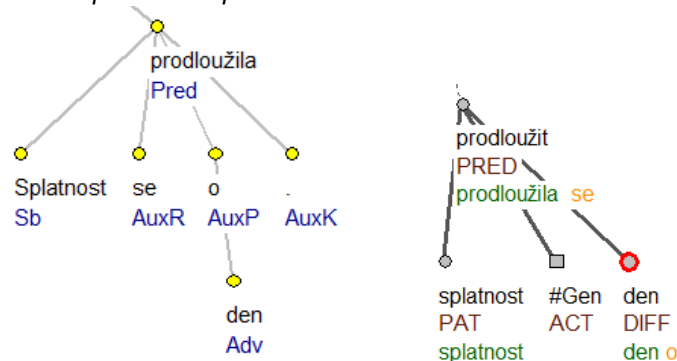 prodloužila
Pred
Splatnost se o .
Sb AuxR AuxP AuxK
den
Adv
prodloužit
PRED
prodloužila se
splatnost #Gen den
PAT ACT DIFF
splatnost den o